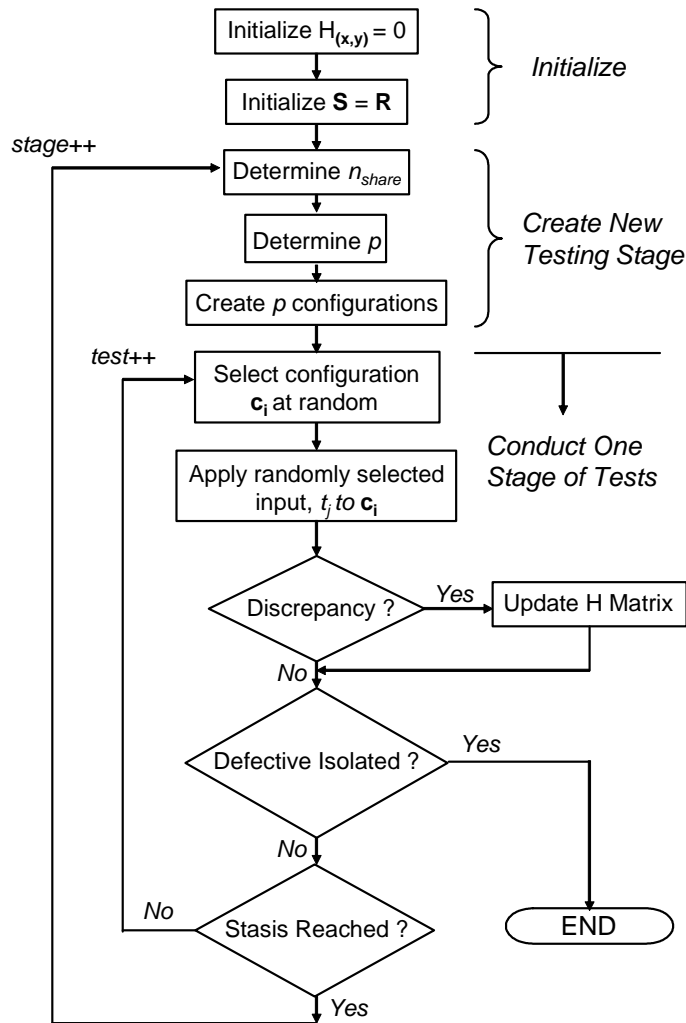 Initialize H(x,y) = 0
Initialize
Initialize S = R
stage++
Determine nshare
Create New
Testing Stage
Determine p
Create p configurations
test++
Select configuration
ci at random
Conduct One
Stage of Tests
Apply randomly selected
input, tj to ci
Discrepancy ?
Yes
Update H Matrix
No
Defective Isolated ?
Yes
No
Stasis Reached ?
No
END
Yes